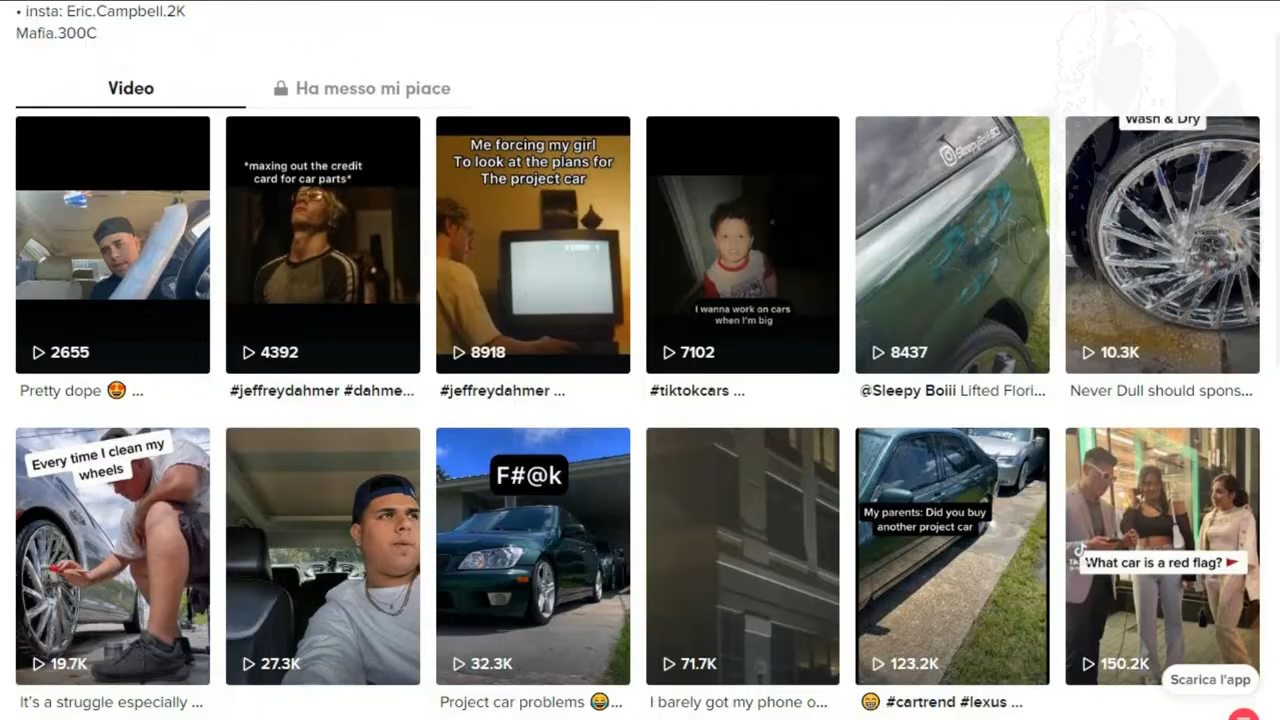 • insta: Eric.Campbell.2K
Mafia.300C
Video
Ha messo mi piace
*maxing out the credit
card for car parts*
Me forcing my girl
To look at the plans for
The project car
I wanna work on cars
when I'm big
SleepyBoiii
Wash & Dry
2655
4392
8918
7102
8437
10.3K
Pretty dope 🤩 ...
#jeffreydahmer #dahme...
#jeffreydahmer ...
#tiktokcars ...
@Sleepy Boiii Lifted Flori...
Never Dull should spons...
Every time I clean my
wheels
F#@k
My parents: Did you buy
another project car
What car is a red flag? 🚩
19.7K
27.3K
32.3K
71.7K
123.2K
150.2K
Scarica l'app
It's a struggle especially ...
Project car problems 😂...
I barely got my phone o...
😁 #cartrend #lexus ...